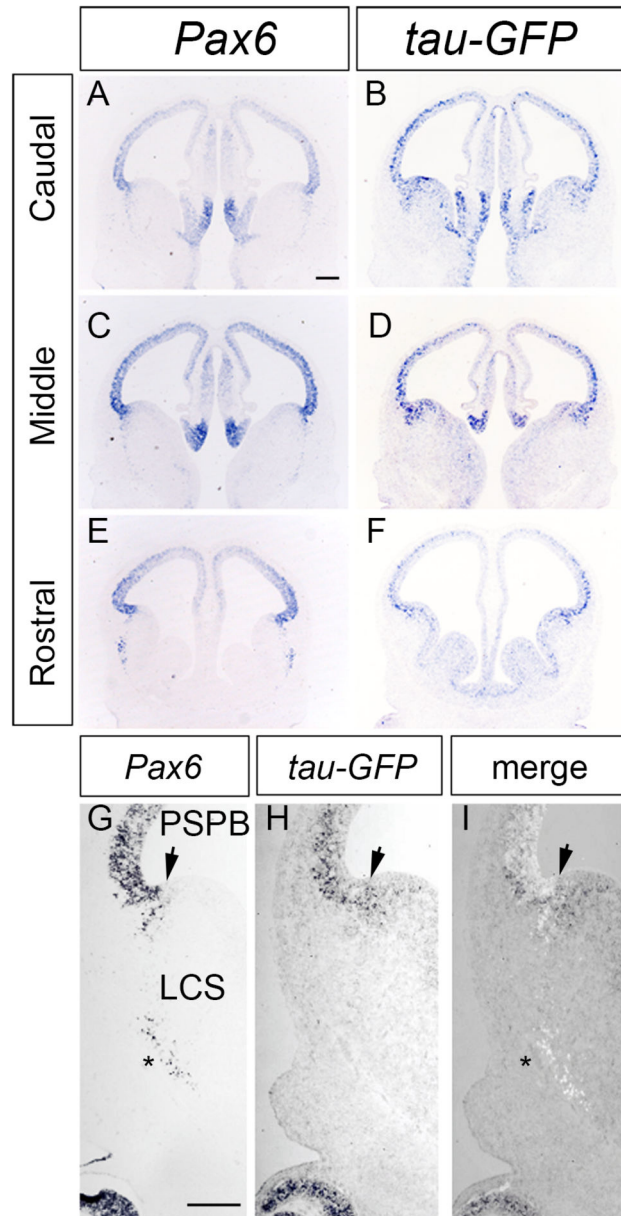 Pax6 tau-GFP
Caudal
A B
Middle
C D
Rostral
E F
Pax6 tau-GFP merge
G PSPB H I
LCS
* *